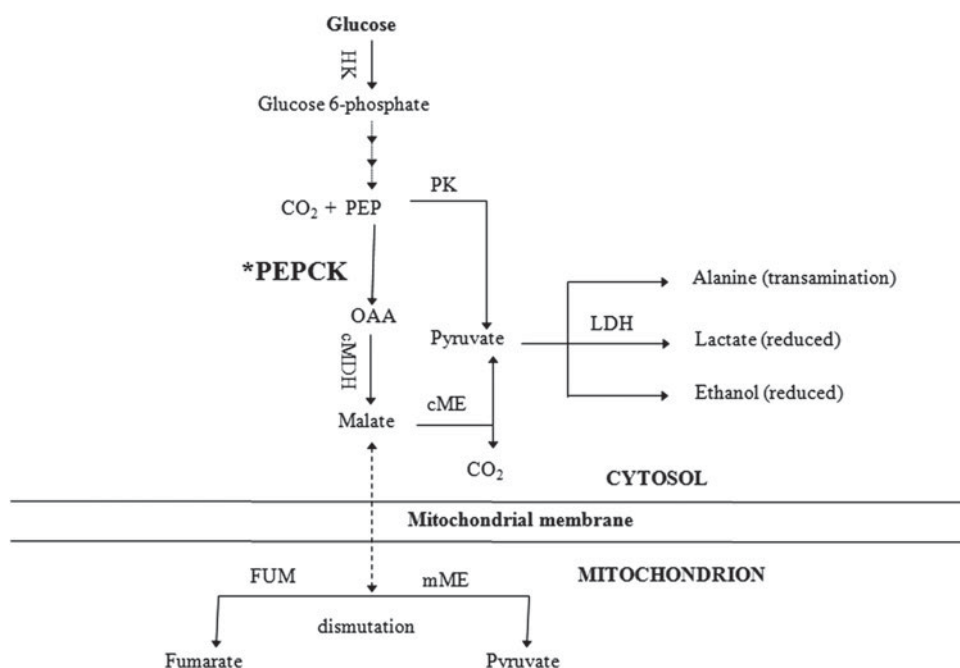 Glucose
HK
Glucose 6-phosphate
PK
CO₂ + PEP
*PEPCK
Alanine (transamination)
OAA
LDH
Pyruvate
Lactate (reduced)
cMDH
Ethanol (reduced)
cME
Malate
CO₂
CYTOSOL
Mitochondrial membrane
FUM
mME
MITOCHONDRION
dismutation
Fumarate
Pyruvate